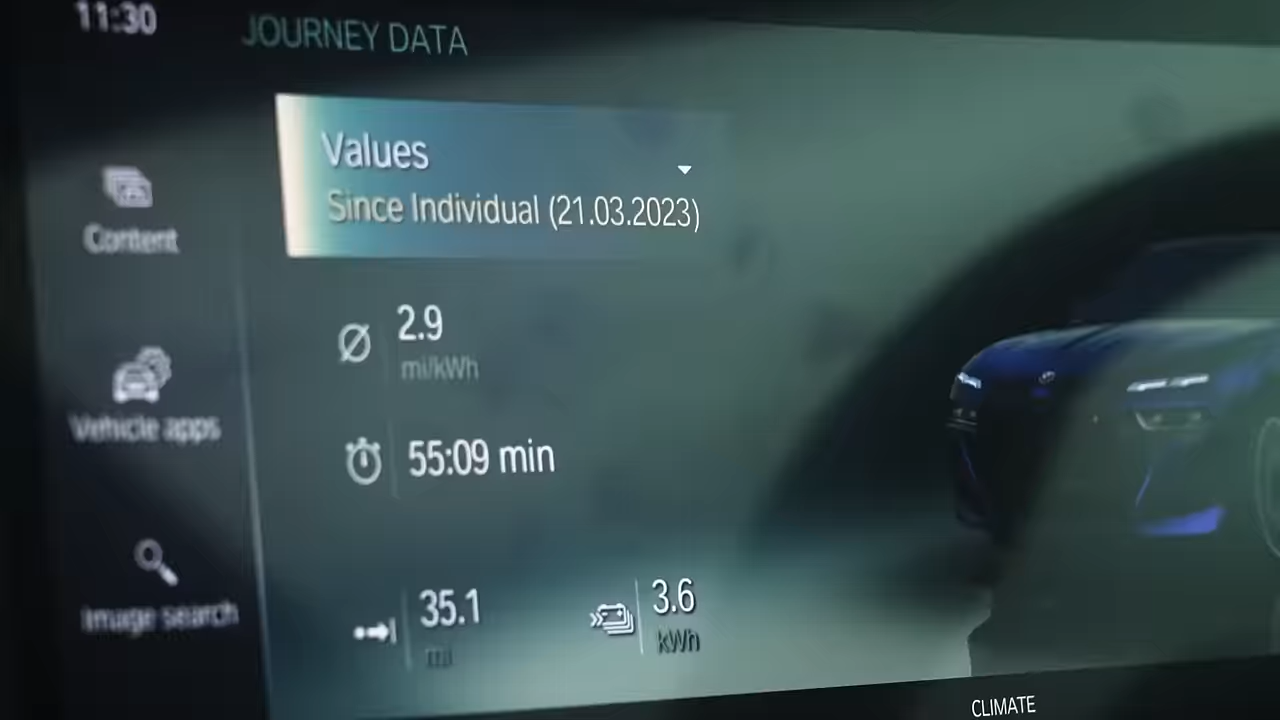 11:30
JOURNEY DATA
Values
Since Individual (21.03.2023)
Content
2.9
mi/kWh
Vehicle apps
55:09 min
Image search
35.1
mi
3.6
kWh
CLIMATE